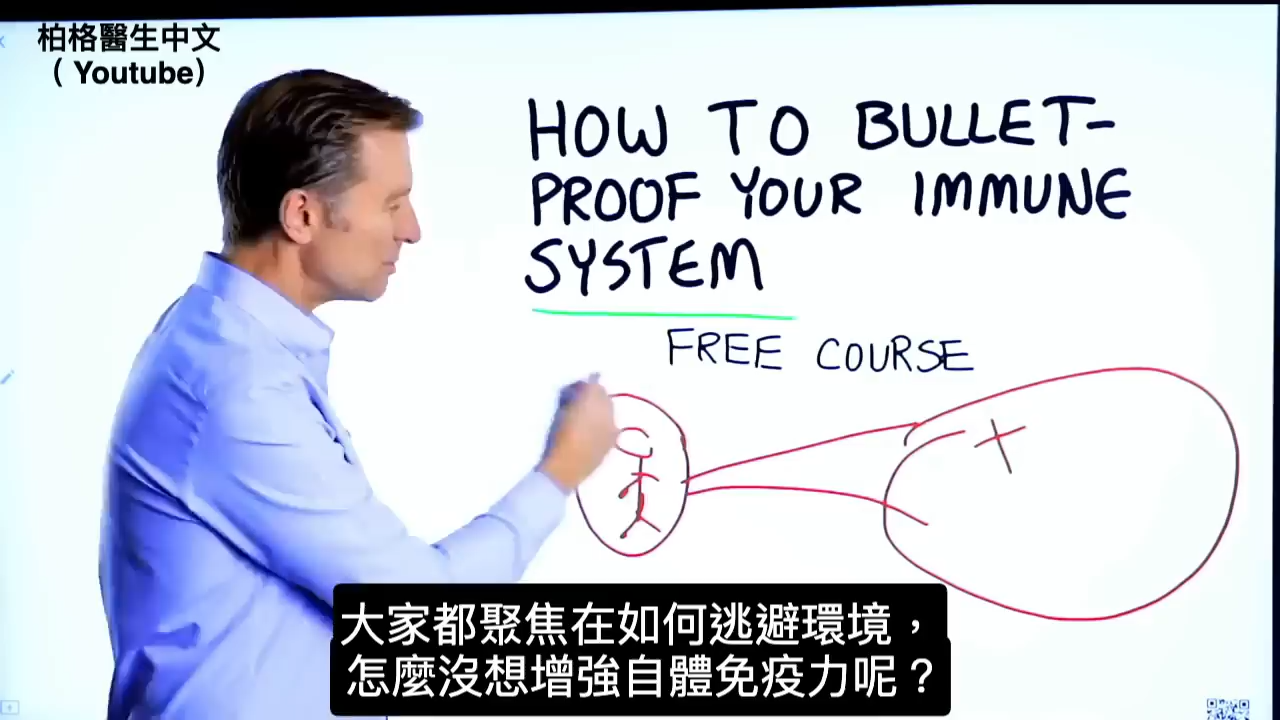 柏格醫生中文
（ Youtube）
HOW TO BULLET-
PROOF YOUR IMMUNE
SYSTEM
FREE COURSE
大家都聚焦在如何逃避環境，
怎麼沒想增強自體免疫力呢？